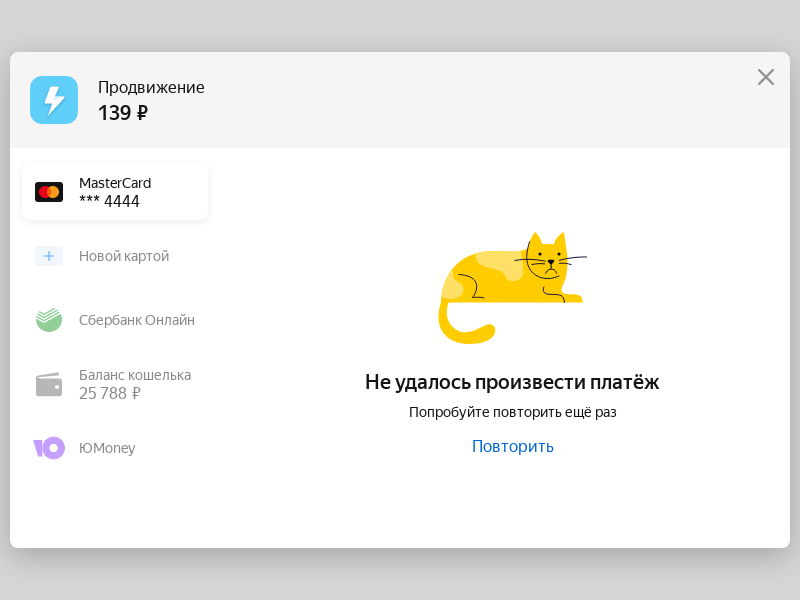 Продвижение
139 ₽
MasterCard
*** 4444
Новой картой
Сбербанк Онлайн
Баланс кошелька
25 788 ₽
ЮMoney
Не удалось произвести платёж
Попробуйте повторить ещё раз
Повторить